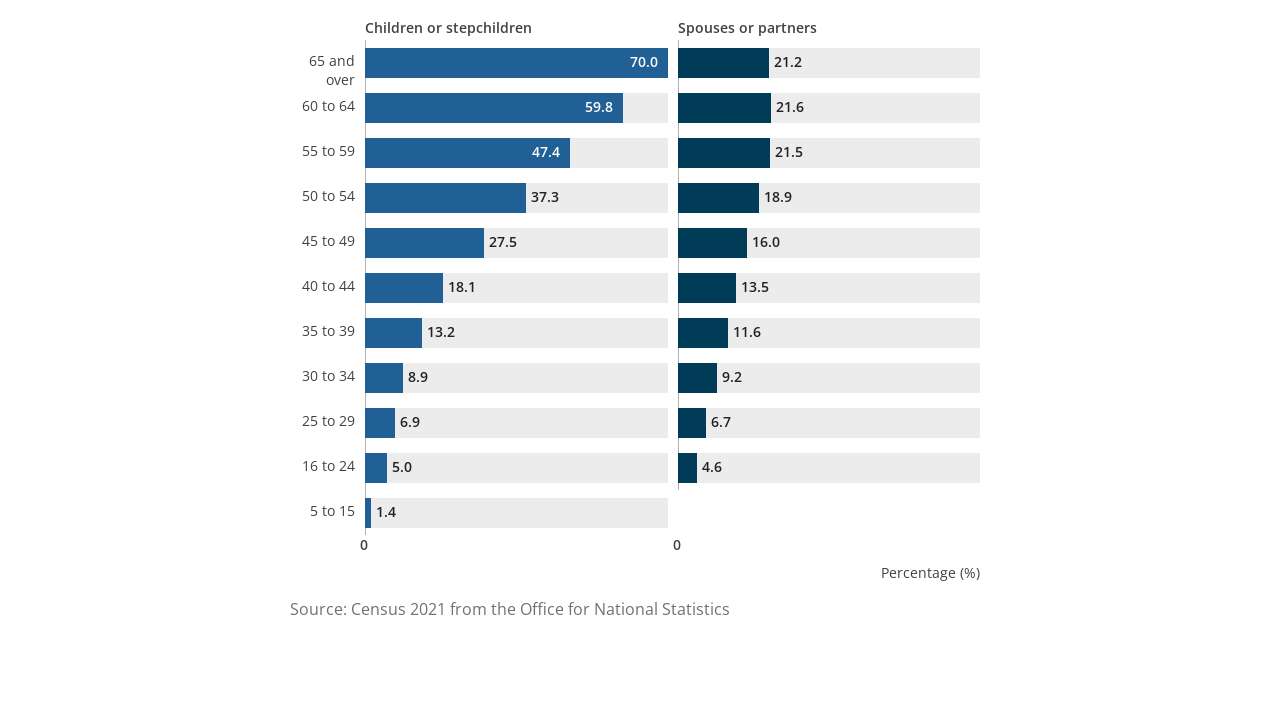 Children or stepchildren Spouses or partners
65 and 70.0 21.2
over
60 to 64 59.8 21.6
55 to 59 47.4 21.5
50 to 54 37.3 18.9
45 to 49 27.5 16.0
40 to 44 18.1 13.5
35 to 39 13.2 11.6
30 to 34 8.9 9.2
25 to 29 6.9 6.7
16 to 24 5.0 4.6
5 to 15 1.4
0 0
Percentage (%)
Source: Census 2021 from the Office for National Statistics